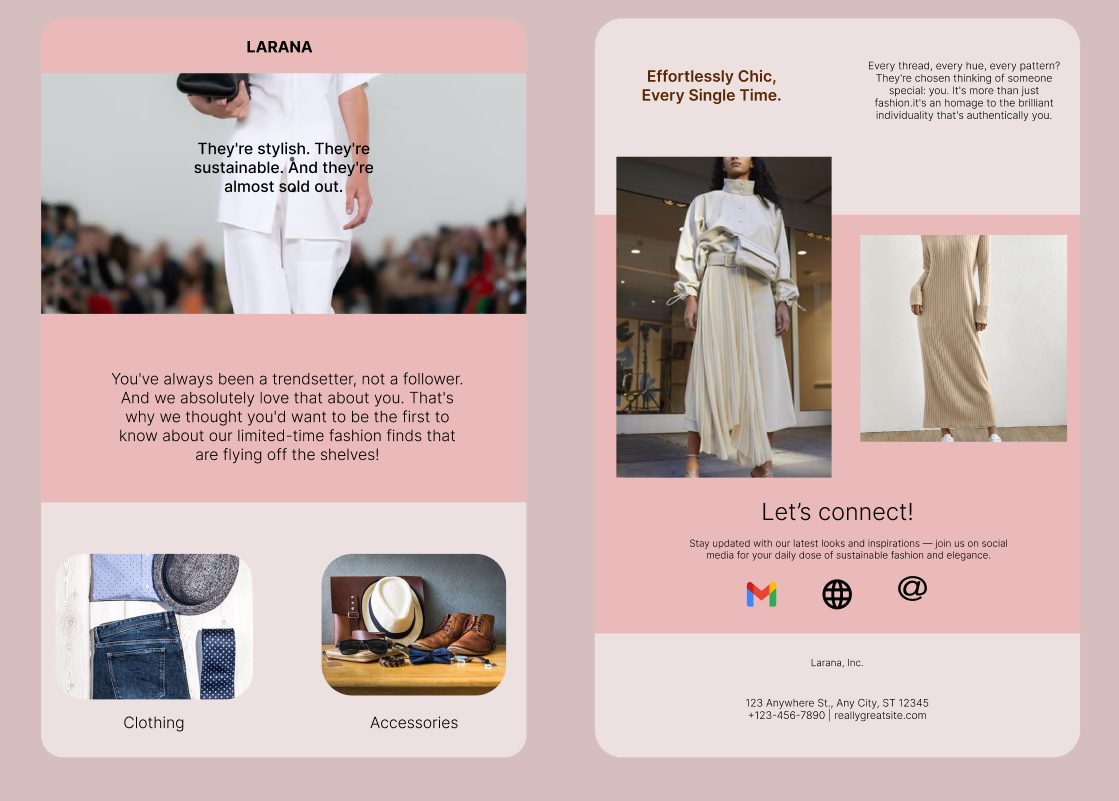 LARANA
They're stylish. They're
sustainable. And they're
almost sold out.
You've always been a trendsetter, not a follower.
And we absolutely love that about you. That's
why we thought you'd want to be the first to
know about our limited-time fashion finds that
are flying off the shelves!
Clothing
Accessories
Effortlessly Chic,
Every Single Time.
Every thread, every hue, every pattern?
They're chosen thinking of someone
special: you. It's more than just
fashion.it's an homage to the brilliant
individuality that's authentically you.
Let’s connect!
Stay updated with our latest looks and inspirations — join us on social
media for your daily dose of sustainable fashion and elegance.
Larana, Inc.
123 Anywhere St., Any City, ST 12345
+123-456-7890 | reallygreatsite.com